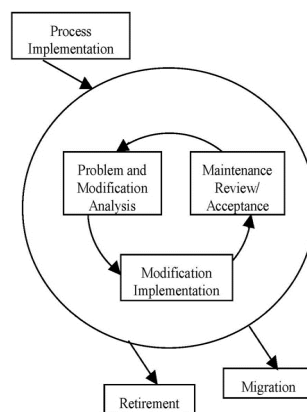 Process
Implementation
Problem and
Modification
Analysis
Maintenance
Review/
Acceptance
Modification
Implementation
Migration
Retirement